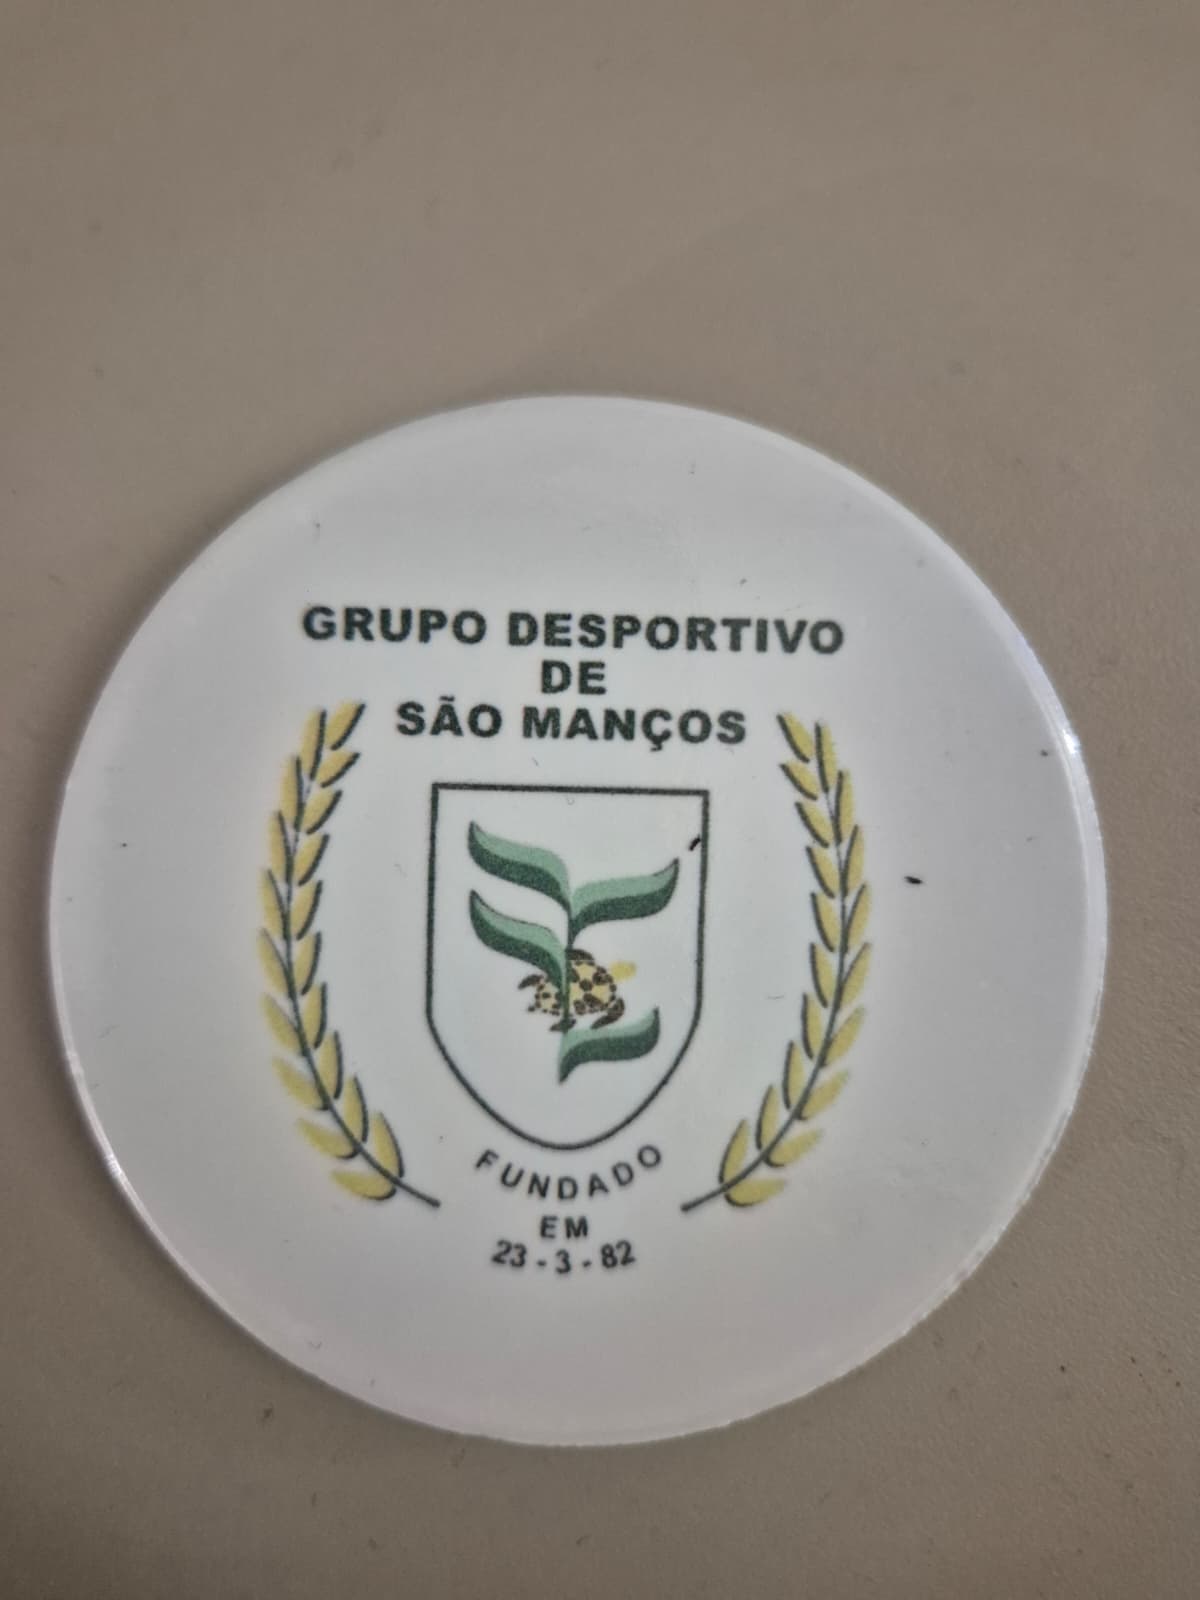 GRUPO DESPORTIVO
DE
SÃO MANÇOS
FUNDADO
EM
23 - 3 - 82